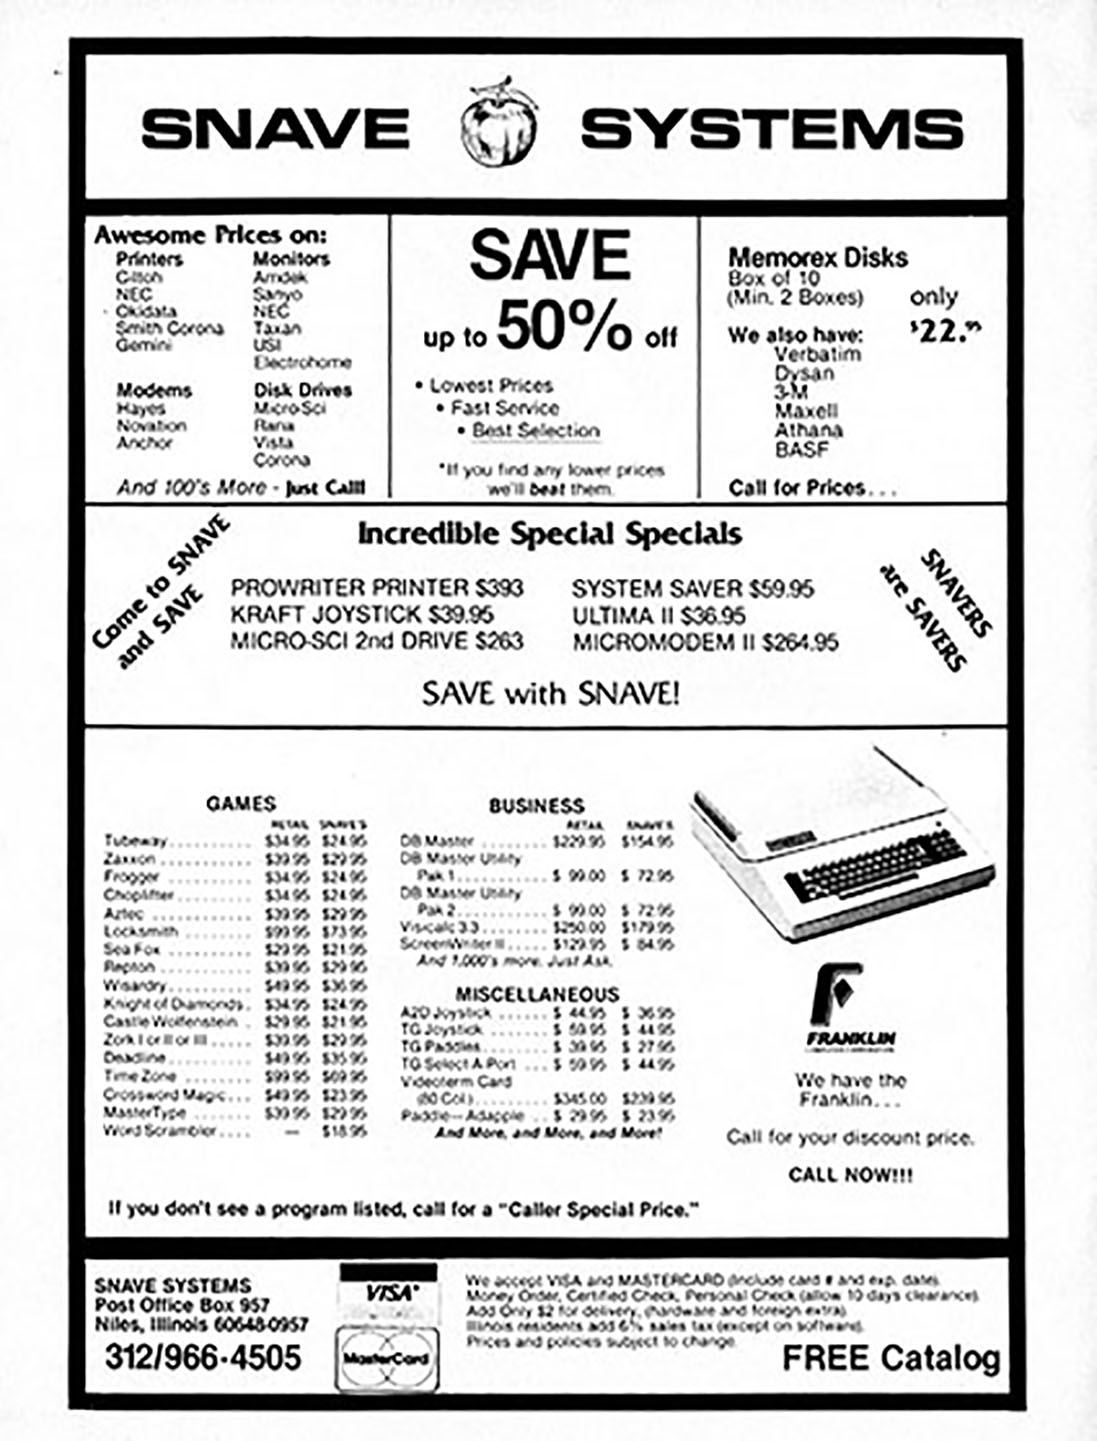 SNAVE SYSTEMS
Awesome Prices on:
Printers
C-Itoh
NEC
Okidata
Smith Corona
Gemini
Monitors
Amdek
Sanyo
NEC
Taxan
USI
Electrohome
Modems
Hayes
Novation
Anchor
Disk Drives
Micro-Sci
Rana
Vista
Corona
And 100's More - Just Call!
SAVE
up to 50% off
• Lowest Prices
• Fast Service
• Best Selection
*If you find any lower prices
we'll beat them.
Memorex Disks
Box of 10
(Min. 2 Boxes) only
$22.95
We also have:
Verbatim
Dysan
3-M
Maxell
Athana
BASF
Call for Prices...
Come to SNAVE
and SAVE
Incredible Special Specials
PROWRITER PRINTER $393
KRAFT JOYSTICK $39.95
MICRO-SCI 2nd DRIVE $263
SYSTEM SAVER $59.95
ULTIMA II $36.95
MICROMODEM II $264.95
SNAVERS
are SAVERS
SAVE with SNAVE!
GAMES
RETAIL SNAVE'S
Tubeway.......... $34.95 $24.95
Zaxxon ........... $39.95 $29.95
Frogger .......... $34.95 $24.95
Choplifter ........ $34.95 $24.95
Aztec ............ $39.95 $29.95
Locksmith ........ $99.95 $73.95
Sea Fox .......... $29.95 $21.95
Repton ........... $39.95 $29.95
Wisardry......... $49.95 $36.95
Knight of Diamonds. $34.95 $24.95
Castle Wolfenstein . $29.95 $21.95
Zork I or II or III ..... $39.95 $29.95
Deadline.......... $49.95 $35.95
Time Zone ........ $99.95 $69.95
Crossword Magic... $49.95 $23.95
MasterType ....... $39.95 $29.95
Word Scrambler.... — $18.95
BUSINESS
RETAIL SNAVE'S
DB Master ........ $229.95 $154.95
DB Master Utility
Pak 1........... $ 99.00 $ 72.95
DB Master Utility
Pak 2........... $ 99.00 $ 72.95
Visicalc 3.3 ........ $250.00 $179.95
ScreenWriter II ..... $129.95 $ 84.95
And 1,000's more. Just Ask.
MISCELLANEOUS
A2D Joystick ...... $ 44.95 $ 36.95
TG Joystick ....... $ 59.95 $ 44.95
TG Paddles........ $ 39.95 $ 27.95
TG Select-A-Port ... $ 59.95 $ 44.95
Videoterm Card
(80 Col.)......... $345.00 $239.95
Paddle—Adapple .. $ 29.95 $ 23.95
And More, and More, and More!
FRANKLIN
We have the
Franklin...
Call for your discount price.
CALL NOW!!!
If you don't see a program listed, call for a "Caller Special Price."
SNAVE SYSTEMS
Post Office Box 957
Niles, Illinois 60648-0957
312/966-4505
VISA®
MasterCard
We accept VISA and MASTERCARD (Include card # and exp. date).
Money Order, Certified Check, Personal Check (allow 10 days clearance).
Add Only $2 for delivery, (hardware and foreign extra).
Illinois residents add 6% sales tax (except on software).
Prices and policies subject to change.
FREE Catalog